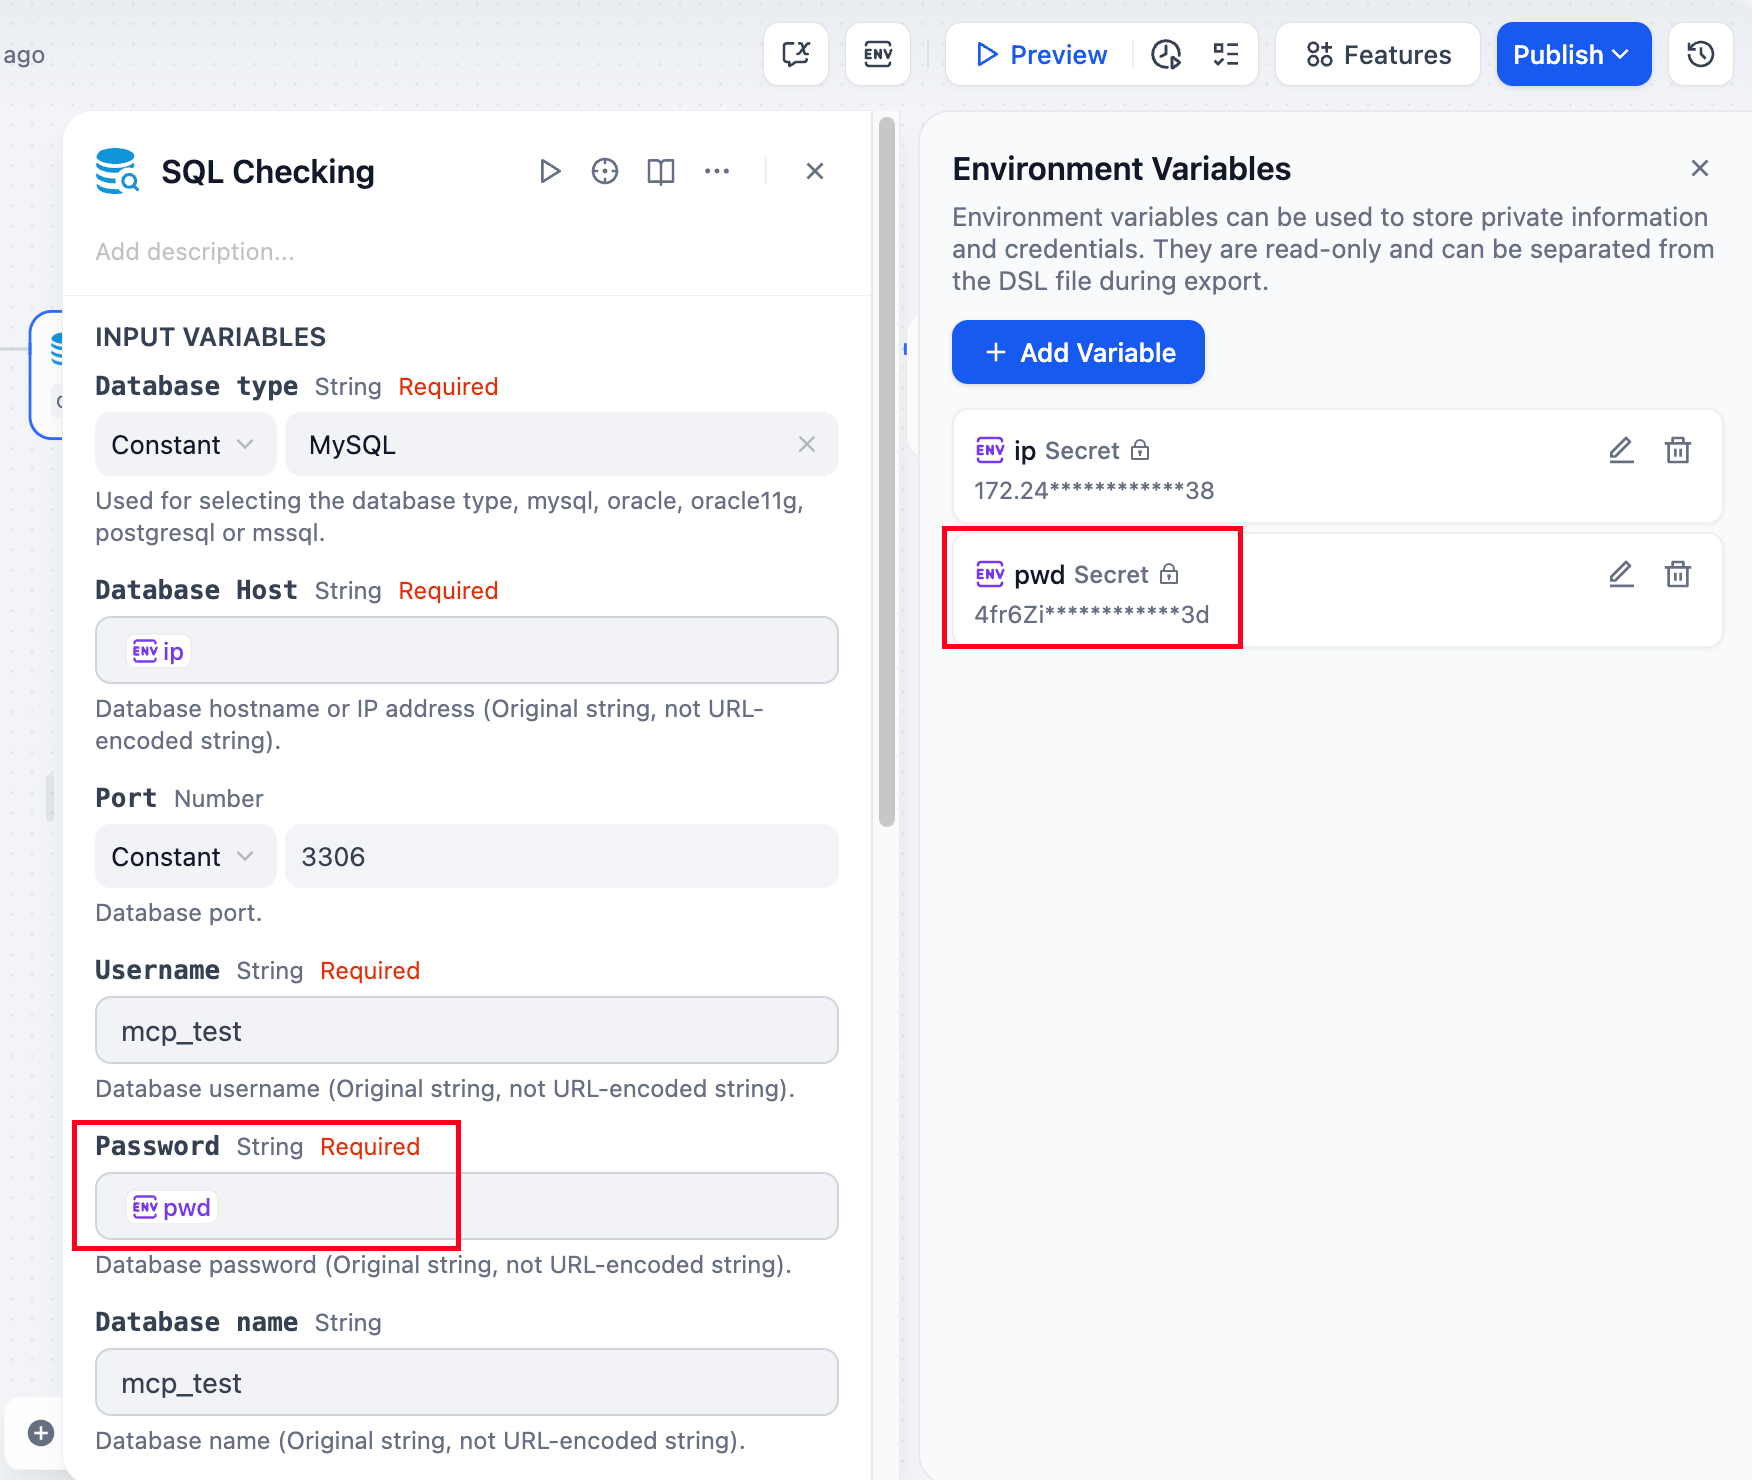 ago
ENV
Preview
Features
Publish
SQL Checking
Add description...
INPUT VARIABLES
Database type String Required
Constant
MySQL
Used for selecting the database type, mysql, oracle, oracle11g,
postgresql or mssql.
Database Host String Required
ENV ip
Database hostname or IP address (Original string, not URL-
encoded string).
Port Number
Constant
3306
Database port.
Username String Required
mcp_test
Database username (Original string, not URL-encoded string).
Password String Required
ENV pwd
Database password (Original string, not URL-encoded string).
Database name String
mcp_test
Database name (Original string, not URL-encoded string).
Environment Variables
Environment variables can be used to store private information
and credentials. They are read-only and can be separated from
the DSL file during export.
+ Add Variable
ENV ip Secret
172.24************38
ENV pwd Secret
4fr6Zi************3d